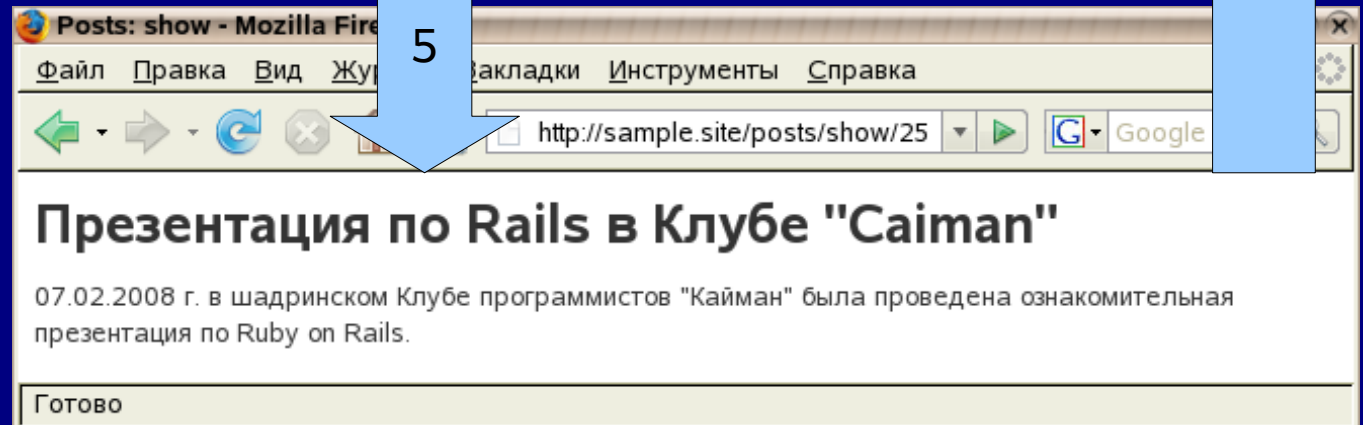 Posts: show - Mozilla Fire
5
Файл Правка Вид Жур акладки Инструменты Справка
http://sample.site/posts/show/25 G Google
Презентация по Rails в Клубе "Caiman"
07.02.2008 г. в шадринском Клубе программистов "Кайман" была проведена ознакомительная
презентация по Ruby on Rails.
Готово